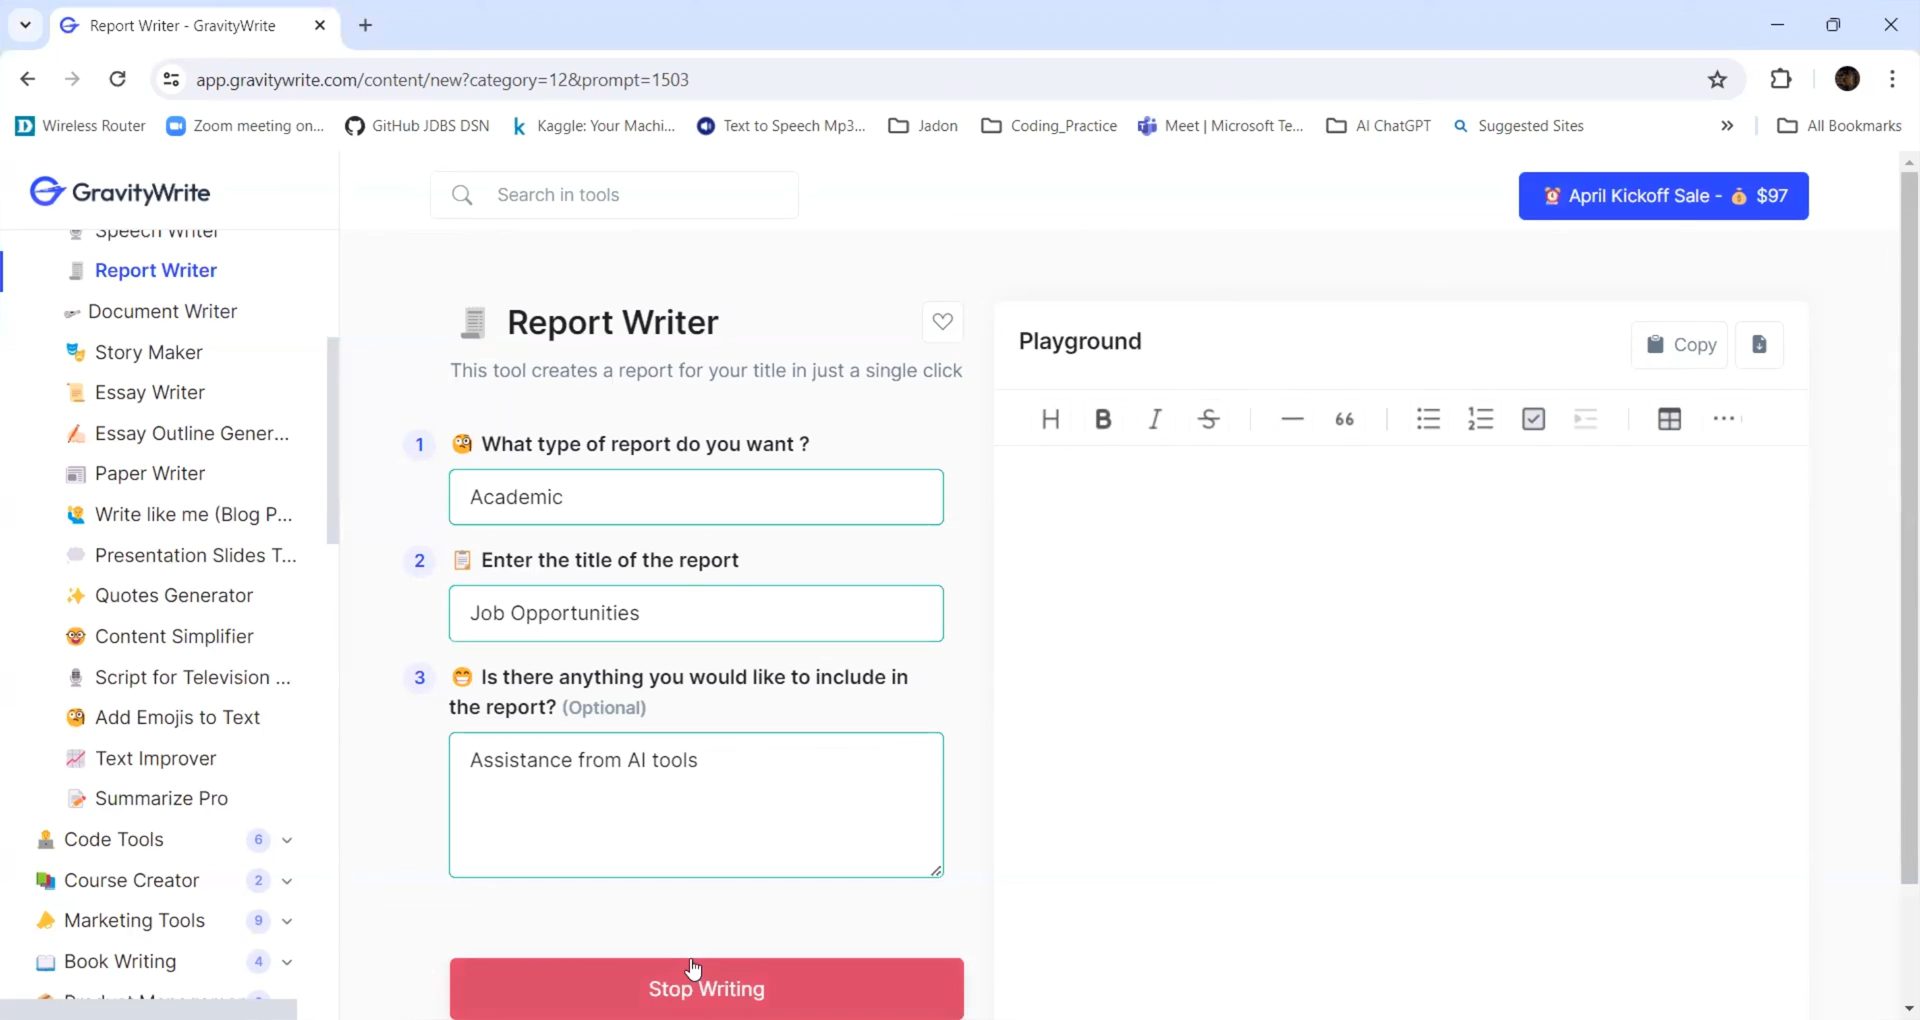 Report Writer - GravityWrite
app.gravitywrite.com/content/new?category=12&prompt=1503
Wireless Router
Zoom meeting on...
GitHub JDBS DSN
Kaggle: Your Machi...
Text to Speech Mp3...
Jadon
Coding_Practice
Meet | Microsoft Te...
AI ChatGPT
Suggested Sites
All Bookmarks
GravityWrite
Search in tools
April Kickoff Sale - $97
Speech Writer
Report Writer
Document Writer
Story Maker
Essay Writer
Essay Outline Gener...
Paper Writer
Write like me (Blog P...
Presentation Slides T...
Quotes Generator
Content Simplifier
Script for Television ...
Add Emojis to Text
Text Improver
Summarize Pro
Code Tools 6
Course Creator 2
Marketing Tools 9
Book Writing 4
Report Writer
This tool creates a report for your title in just a single click
1 What type of report do you want ?
Academic
2 Enter the title of the report
Job Opportunities
3 Is there anything you would like to include in
the report? (Optional)
Assistance from AI tools
Stop Writing
Playground
Copy